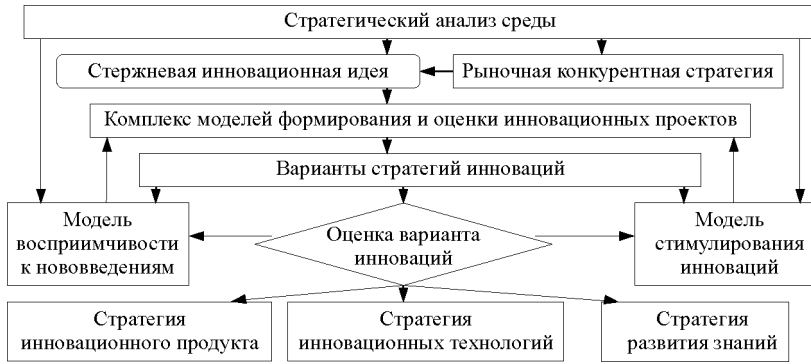 Стратегический анализ среды
Стержневая инновационная идея
Рыночная конкурентная стратегия
Комплекс моделей формирования и оценки инновационных проектов
Варианты стратегий инноваций
Модель
восприимчивости
к нововведениям
Оценка варианта
инноваций
Модель
стимулирования
инноваций
Стратегия
инновационного продукта
Стратегия
инновационных технологий
Стратегия
развития знаний